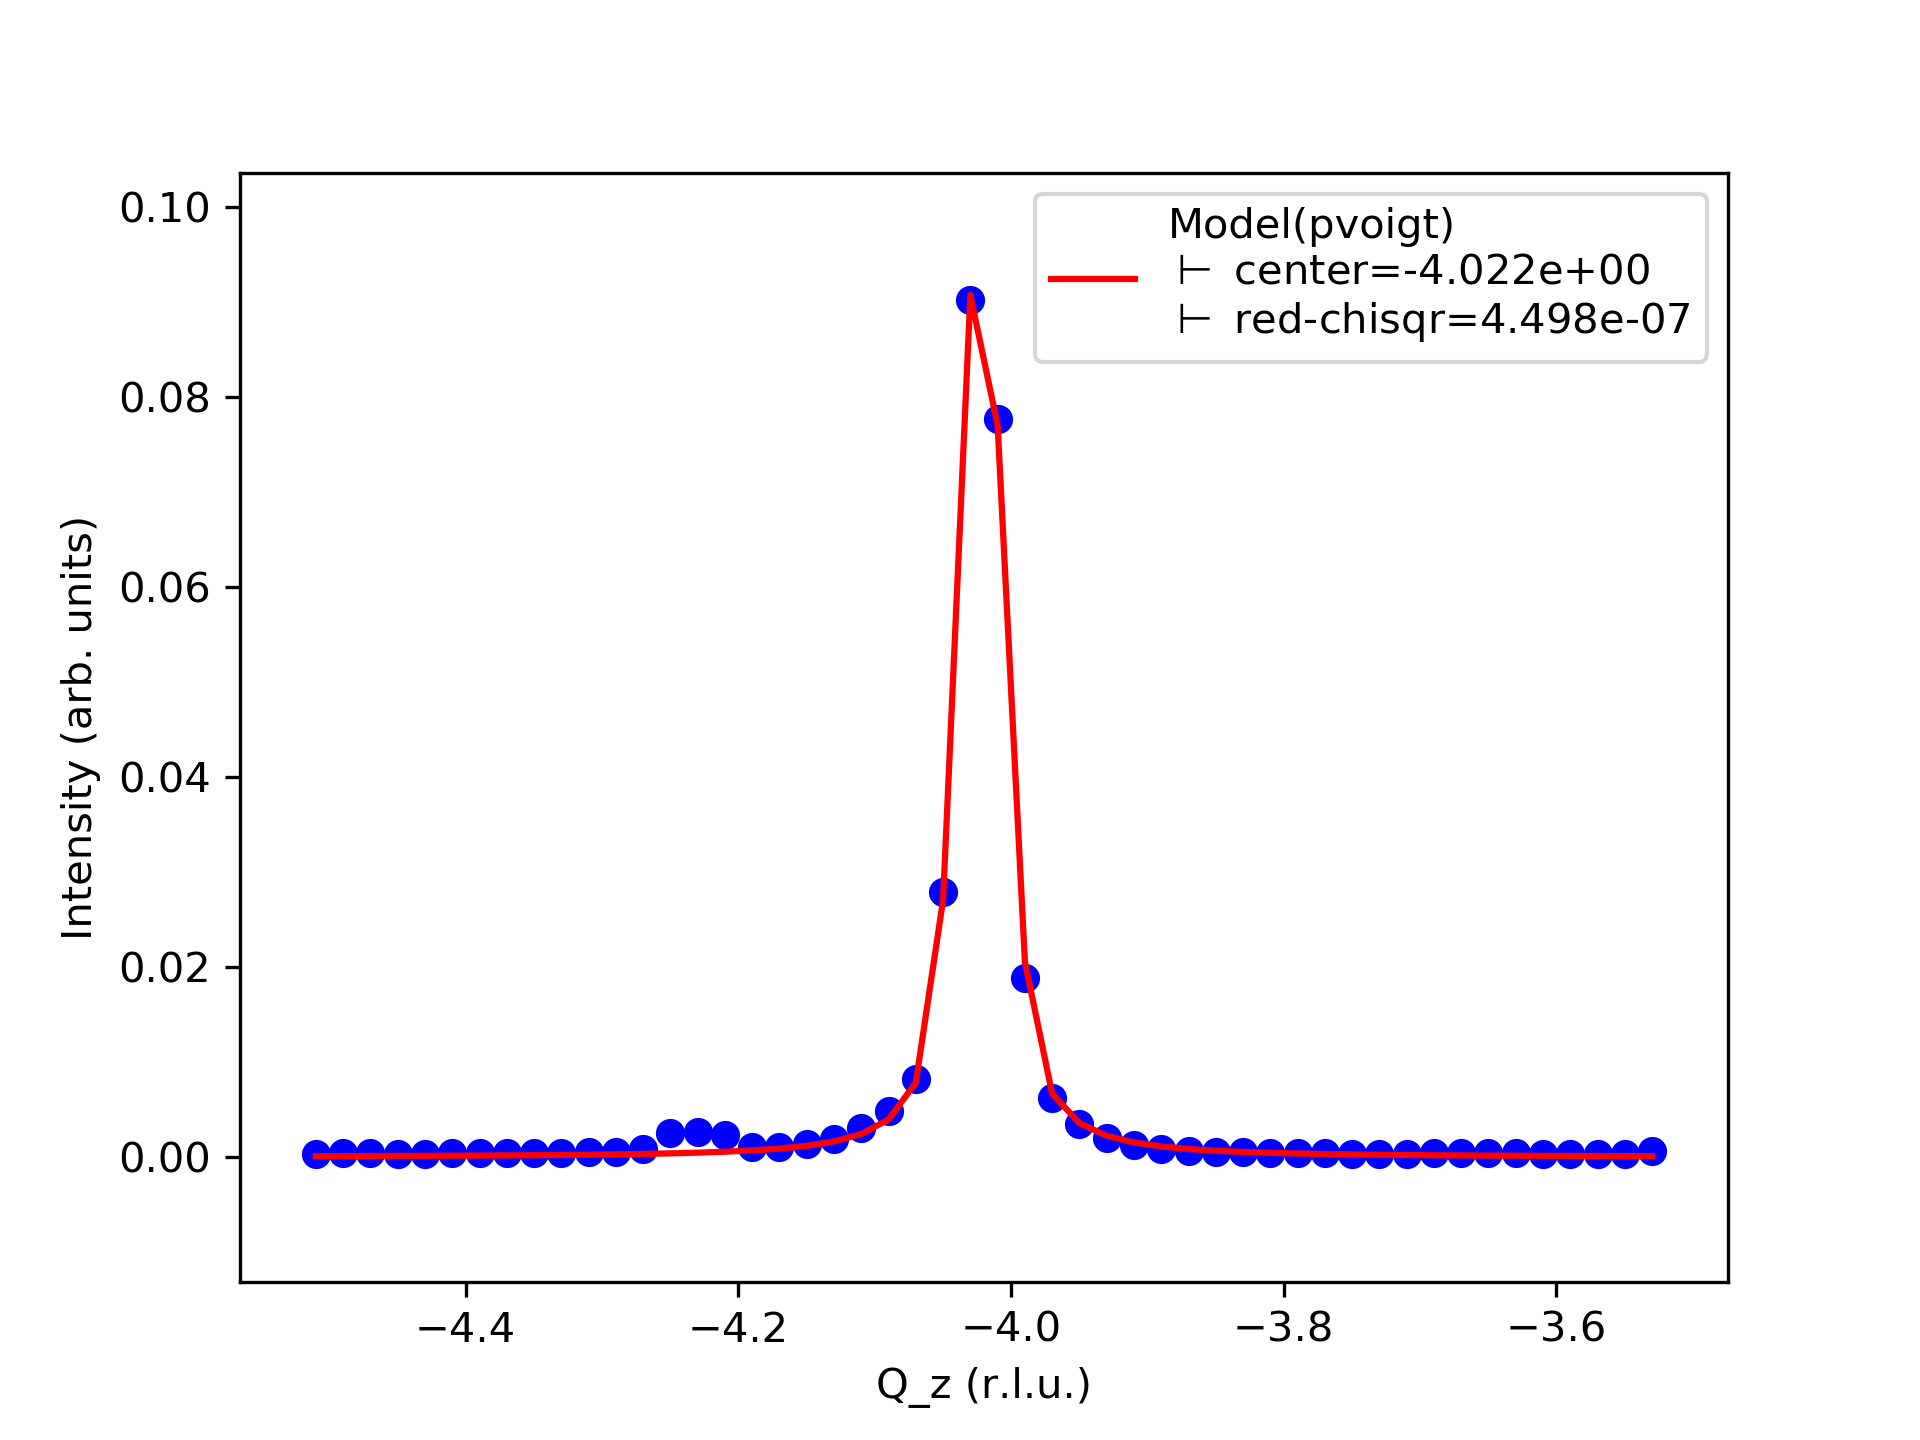 Model(pvoigt)
⊢ center=-4.022e+00
⊢ red-chisqr=4.498e-07
0.10
0.08
0.06
0.04
0.02
0.00
Intensity (arb. units)
−4.4 −4.2 −4.0 −3.8 −3.6
Q_z (r.l.u.)